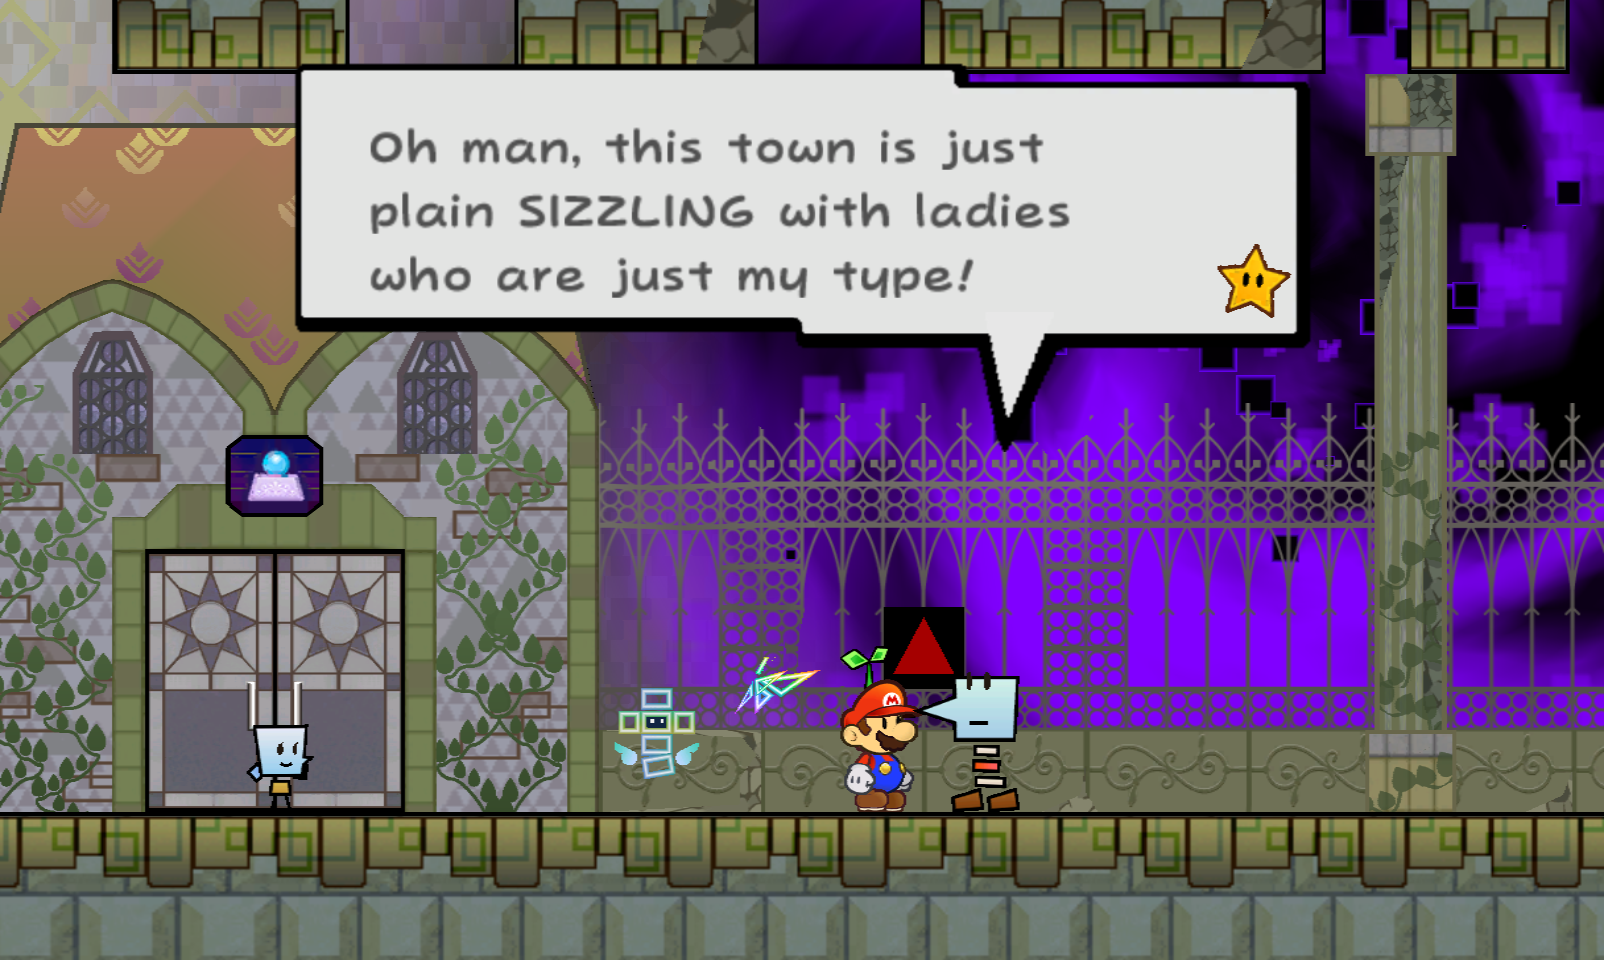 Oh man, this town is just
plain SIZZLING with ladies
who are just my type!
M